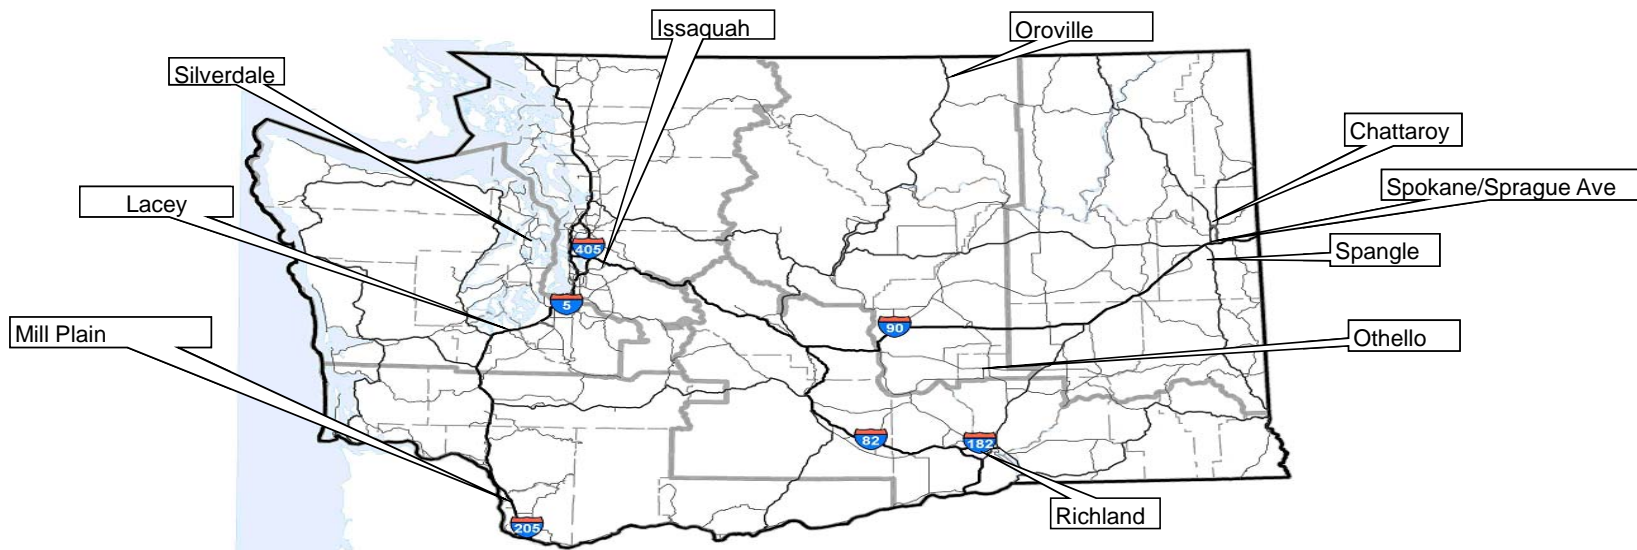 Issaquah
Oroville
Silverdale
Chattaroy
Spokane/Sprague Ave
Lacey
Spangle
405
5
90
Mill Plain
Othello
82
182
Richland
205